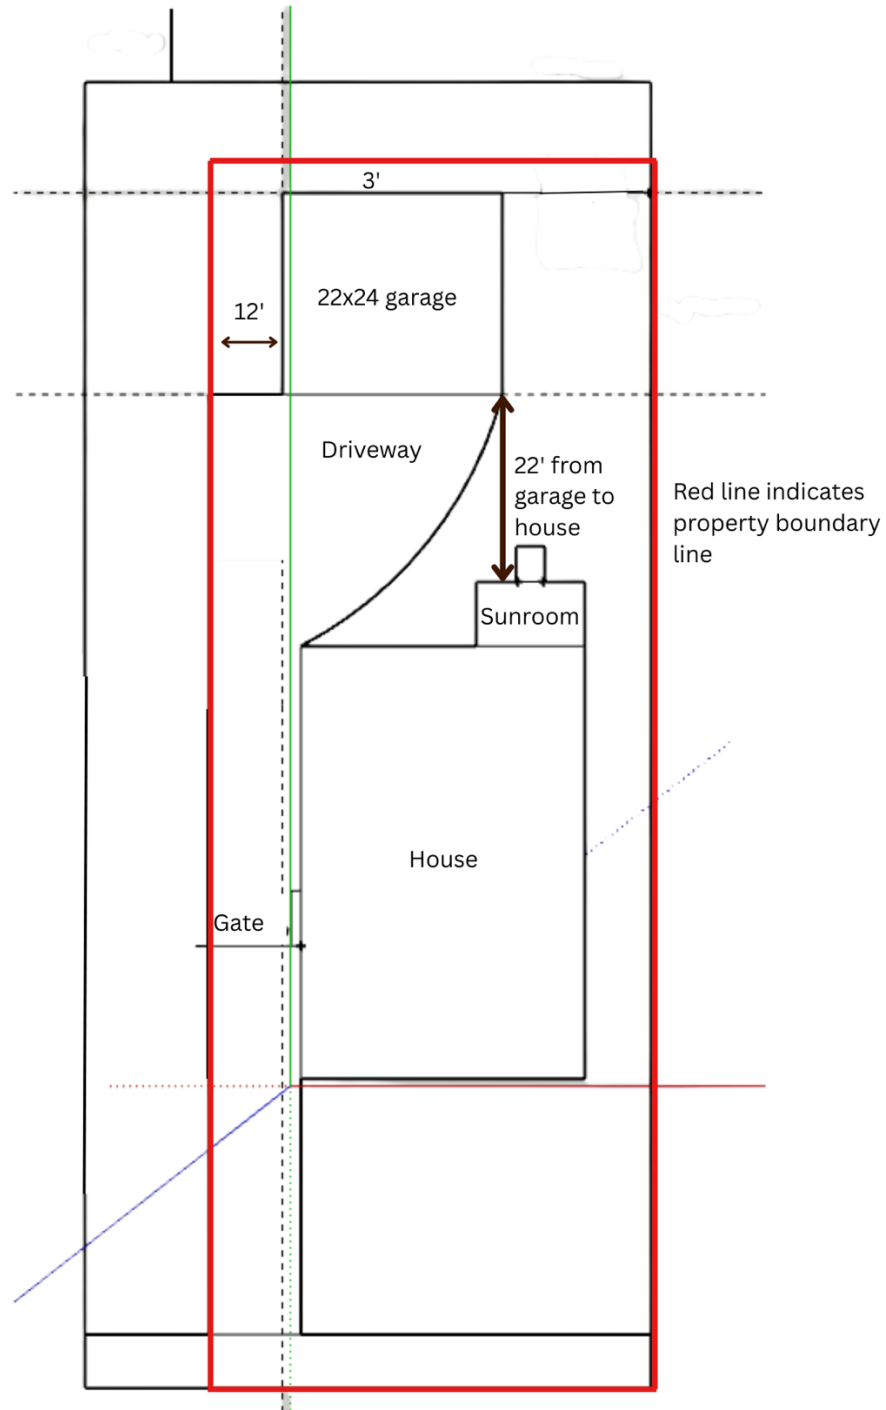 3'
12'
22x24 garage
Driveway
22' from
garage to
house
Red line indicates
property boundary
line
Sunroom
House
Gate